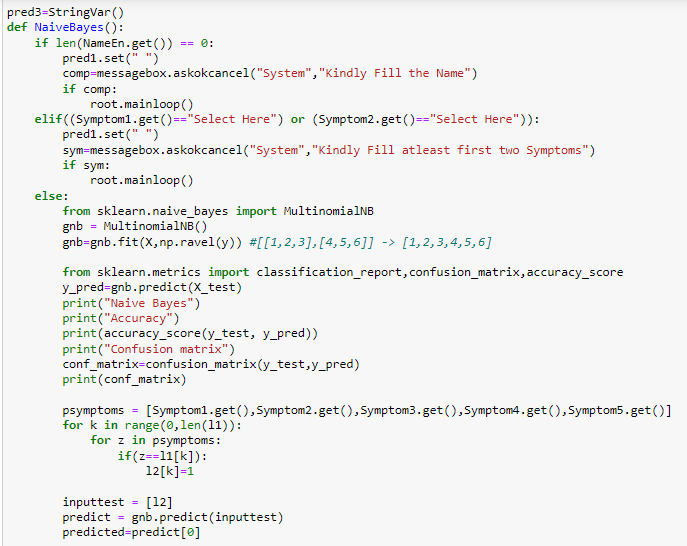 pred3=StringVar()
def NaiveBayes():
    if len(NameEn.get()) == 0:
        pred1.set(" ")
        comp=messagebox.askokcancel("System","Kindly Fill the Name")
        if comp:
            root.mainloop()
    elif((Symptom1.get()=="Select Here") or (Symptom2.get()=="Select Here")):
        pred1.set(" ")
        sym=messagebox.askokcancel("System","Kindly Fill atleast first two Symptoms")
        if sym:
            root.mainloop()
    else:
        from sklearn.naive_bayes import MultinomialNB
        gnb = MultinomialNB()
        gnb=gnb.fit(X,np.ravel(y)) #[[1,2,3],[4,5,6]] -> [1,2,3,4,5,6]

        from sklearn.metrics import classification_report,confusion_matrix,accuracy_score
        y_pred=gnb.predict(X_test)
        print("Naive Bayes")
        print("Accuracy")
        print(accuracy_score(y_test, y_pred))
        print("Confusion matrix")
        conf_matrix=confusion_matrix(y_test,y_pred)
        print(conf_matrix)

        psymptoms = [Symptom1.get(),Symptom2.get(),Symptom3.get(),Symptom4.get(),Symptom5.get()]
        for k in range(0,len(l1)):
            for z in psymptoms:
                if(z==l1[k]):
                    l2[k]=1

        inputtest = [l2]
        predict = gnb.predict(inputtest)
        predicted=predict[0]